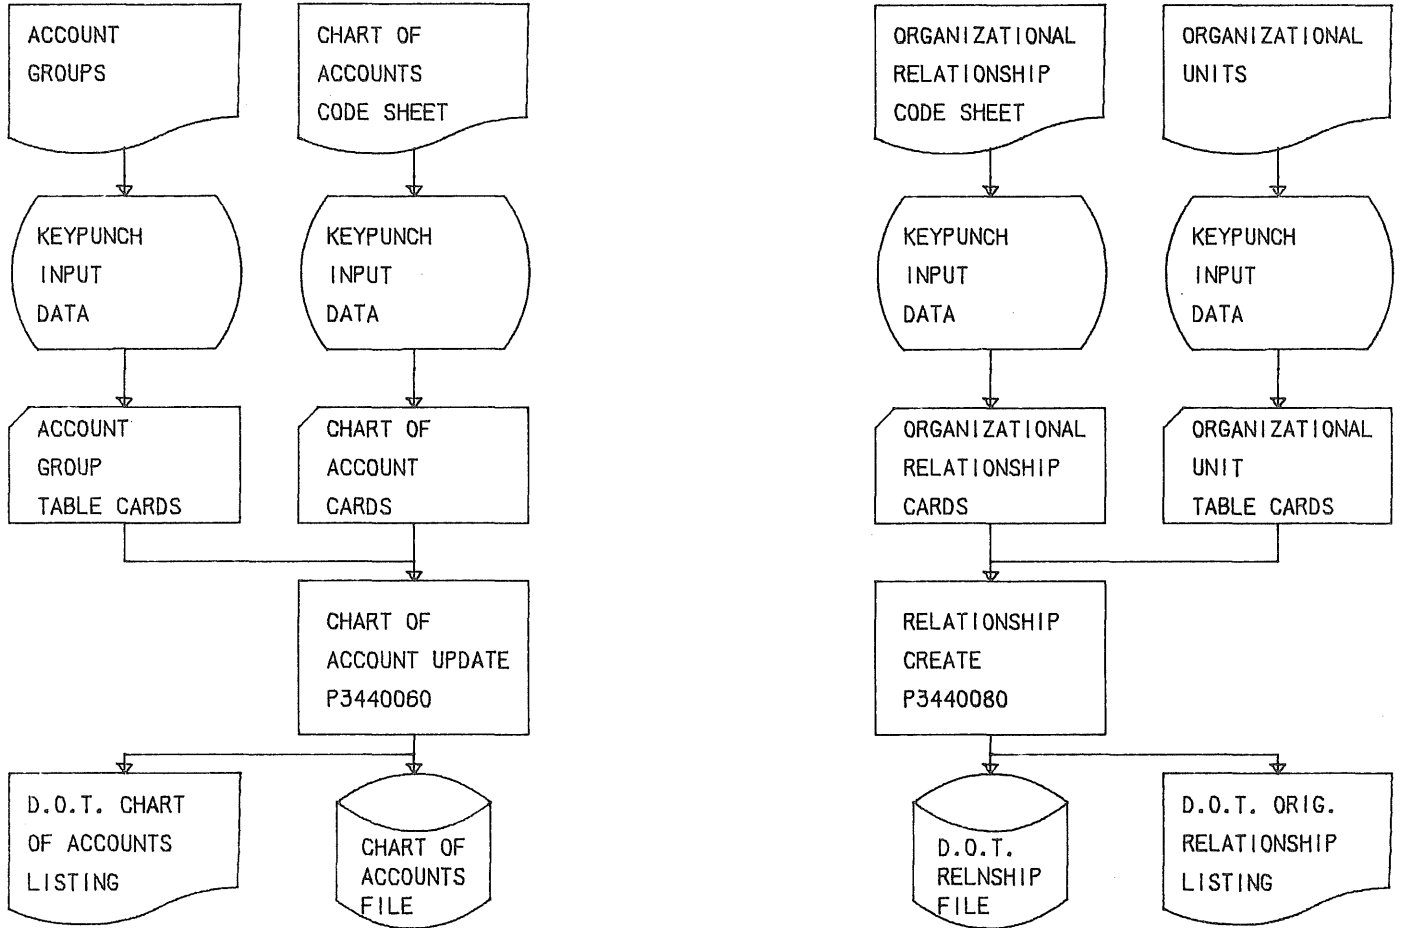 ACCOUNT
GROUPS
CHART OF
ACCOUNTS
CODE SHEET
ORGANIZATIONAL
RELATIONSHIP
CODE SHEET
ORGANIZATIONAL
UNITS
KEYPUNCH
INPUT
DATA
KEYPUNCH
INPUT
DATA
KEYPUNCH
INPUT
DATA
KEYPUNCH
INPUT
DATA
ACCOUNT
GROUP
TABLE CARDS
CHART OF
ACCOUNT
CARDS
ORGANIZATIONAL
RELATIONSHIP
CARDS
ORGANIZATIONAL
UNIT
TABLE CARDS
CHART OF
ACCOUNT UPDATE
P3440060
RELATIONSHIP
CREATE
P3440080
D.O.T. CHART
OF ACCOUNTS
LISTING
CHART OF
ACCOUNTS
FILE
D.O.T.
RELNSHIP
FILE
D.O.T. ORIG.
RELATIONSHIP
LISTING